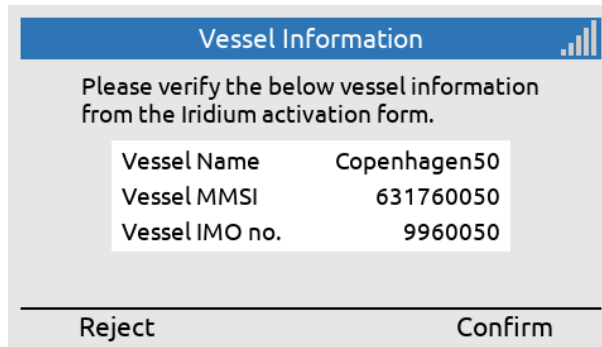 Vessel Information
Please verify the below vessel information
from the Iridium activation form.
Vessel Name Copenhagen50
Vessel MMSI 631760050
Vessel IMO no. 9960050
Reject Confirm